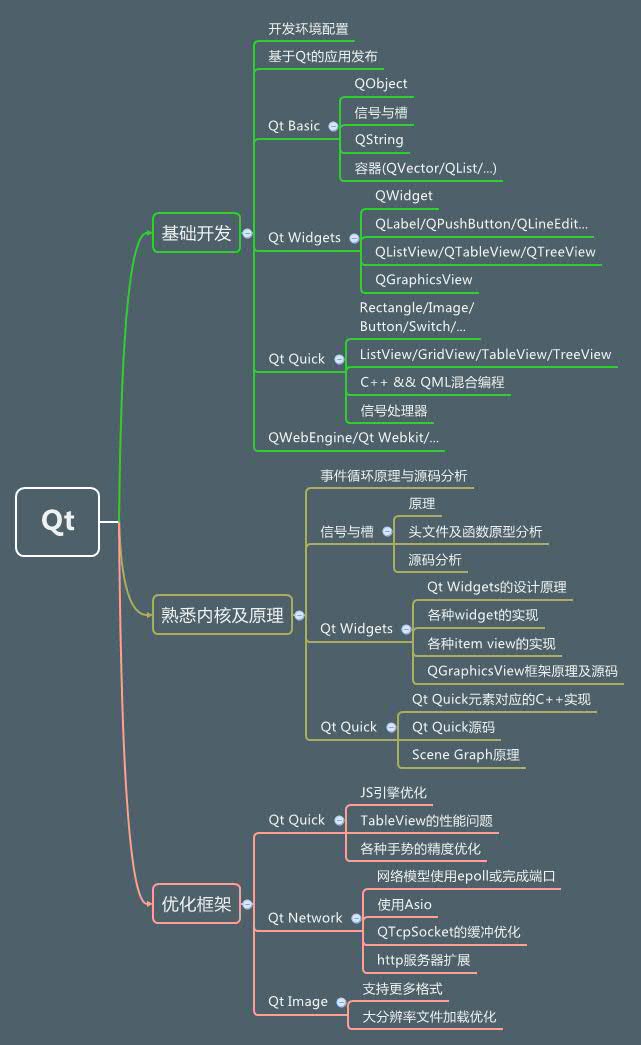 Qt
基础开发
开发环境配置
基于Qt的应用发布
Qt Basic
QObject
信号与槽
QString
容器(QVector/QList/...)
Qt Widgets
QWidget
QLabel/QPushButton/QLineEdit...
QListView/QTableView/QTreeView
QGraphicsView
Qt Quick
Rectangle/Image/
Button/Switch/...
ListView/GridView/TableView/TreeView
C++ && QML混合编程
信号处理器
QWebEngine/Qt Webkit/...
熟悉内核及原理
事件循环原理与源码分析
信号与槽
原理
头文件及函数原型分析
源码分析
Qt Widgets
Qt Widgets的设计原理
各种widget的实现
各种item view的实现
QGraphicsView框架原理及源码
Qt Quick
Qt Quick元素对应的C++实现
Qt Quick源码
Scene Graph原理
优化框架
Qt Quick
JS引擎优化
TableView的性能问题
各种手势的精度优化
Qt Network
网络模型使用epoll或完成端口
使用Asio
QTcpSocket的缓冲优化
http服务器扩展
Qt Image
支持更多格式
大分辨率文件加载优化